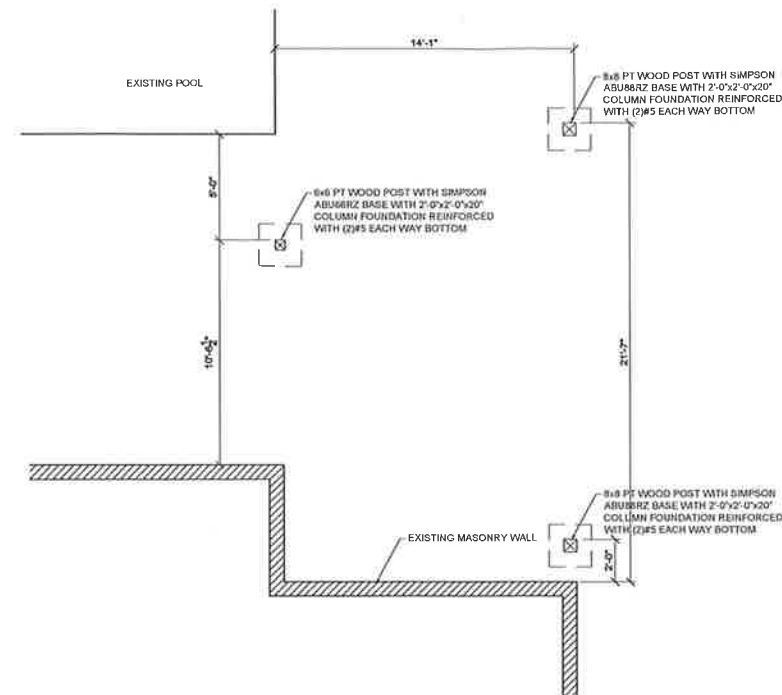 14'-1"
EXISTING POOL
8x8 PT WOOD POST WITH SIMPSON
ABU88RZ BASE WITH 2'-0"x2'-0"x20"
COLUMN FOUNDATION REINFORCED
WITH (2)#5 EACH WAY BOTTOM
5'-0"
6x6 PT WOOD POST WITH SIMPSON
ABU66RZ BASE WITH 2'-0"x2'-0"x20"
COLUMN FOUNDATION REINFORCED
WITH (2)#5 EACH WAY BOTTOM
10'-6½"
21'-7"
8x8 PT WOOD POST WITH SIMPSON
ABU88RZ BASE WITH 2'-0"x2'-0"x20"
COLUMN FOUNDATION REINFORCED
WITH (2)#5 EACH WAY BOTTOM
EXISTING MASONRY WALL
2'-0"